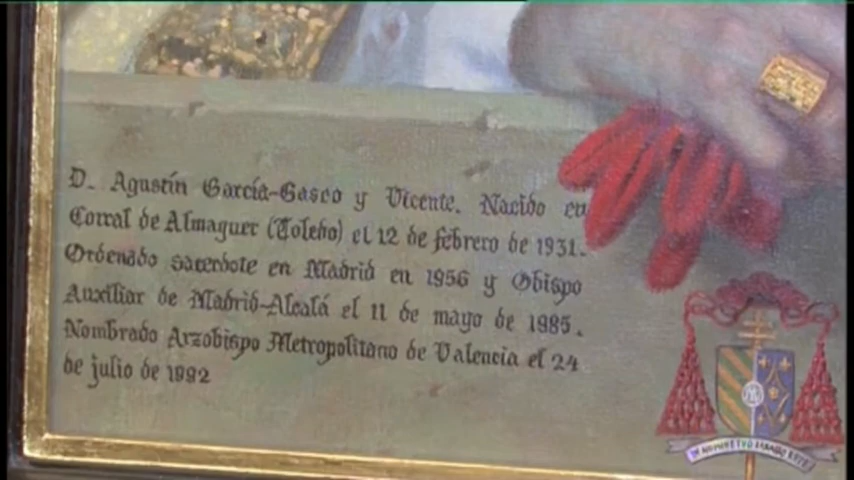 D. Agustín García-Gasco y Vicente. Nacido en
Corral de Almaguer (Toledo) el 12 de febrero de 1931.
Ordenado sacerdote en Madrid en 1956 y Obispo
Auxiliar de Madrid-Alcalá el 11 de mayo de 1985.
Nombrado Arzobispo Metropolitano de Valencia el 24
de julio de 1992